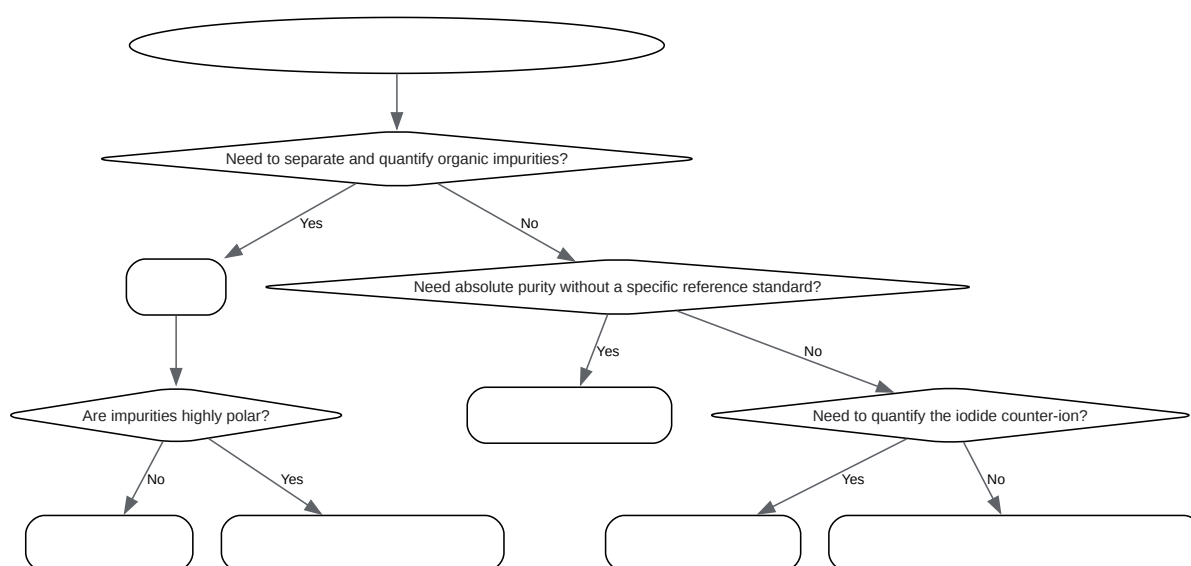 Need to separate and quantify organic impurities?
Yes
No
Need absolute purity without a specific reference standard?
Yes
No
Are impurities highly polar?
Need to quantify the iodide counter-ion?
No
Yes
Yes
No